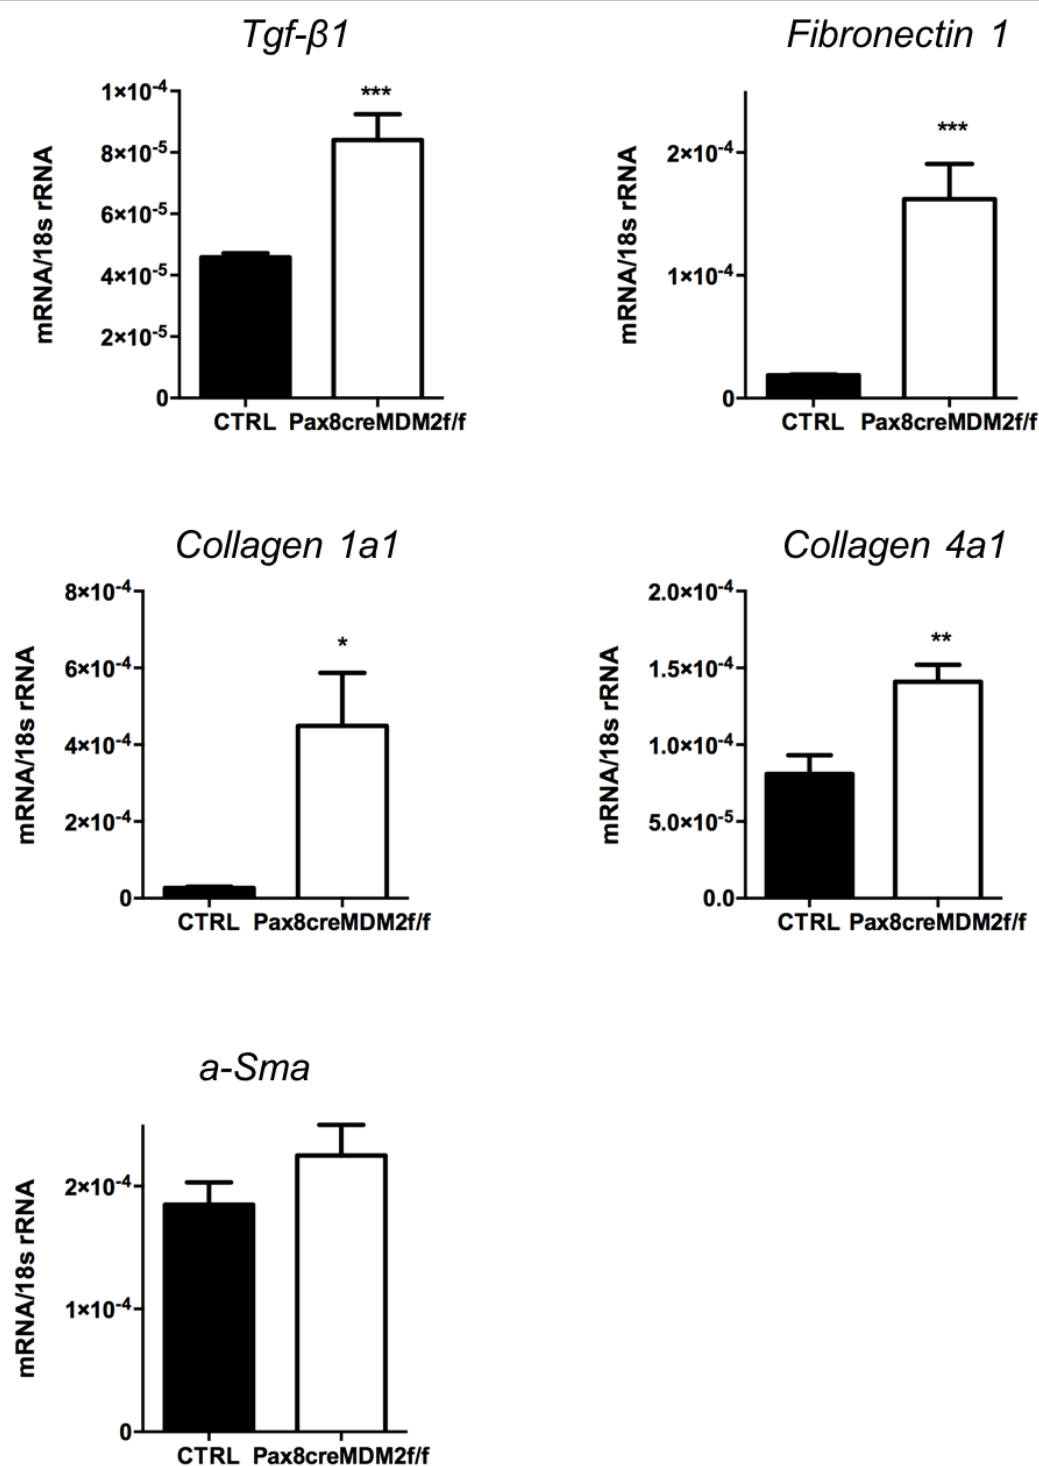 Tgf-β1
mRNA/18s rRNA
1×10⁻⁴
8×10⁻⁵
6×10⁻⁵
4×10⁻⁵
2×10⁻⁵
0
***
CTRL Pax8creMDM2f/f
Fibronectin 1
mRNA/18s rRNA
2×10⁻⁴
1×10⁻⁴
0
***
CTRL Pax8creMDM2f/f
Collagen 1a1
mRNA/18s rRNA
8×10⁻⁴
6×10⁻⁴
4×10⁻⁴
2×10⁻⁴
0
*
CTRL Pax8creMDM2f/f
Collagen 4a1
mRNA/18s rRNA
2.0×10⁻⁴
1.5×10⁻⁴
1.0×10⁻⁴
5.0×10⁻⁵
0.0
**
CTRL Pax8creMDM2f/f
a-Sma
mRNA/18s rRNA
2×10⁻⁴
1×10⁻⁴
0
CTRL Pax8creMDM2f/f